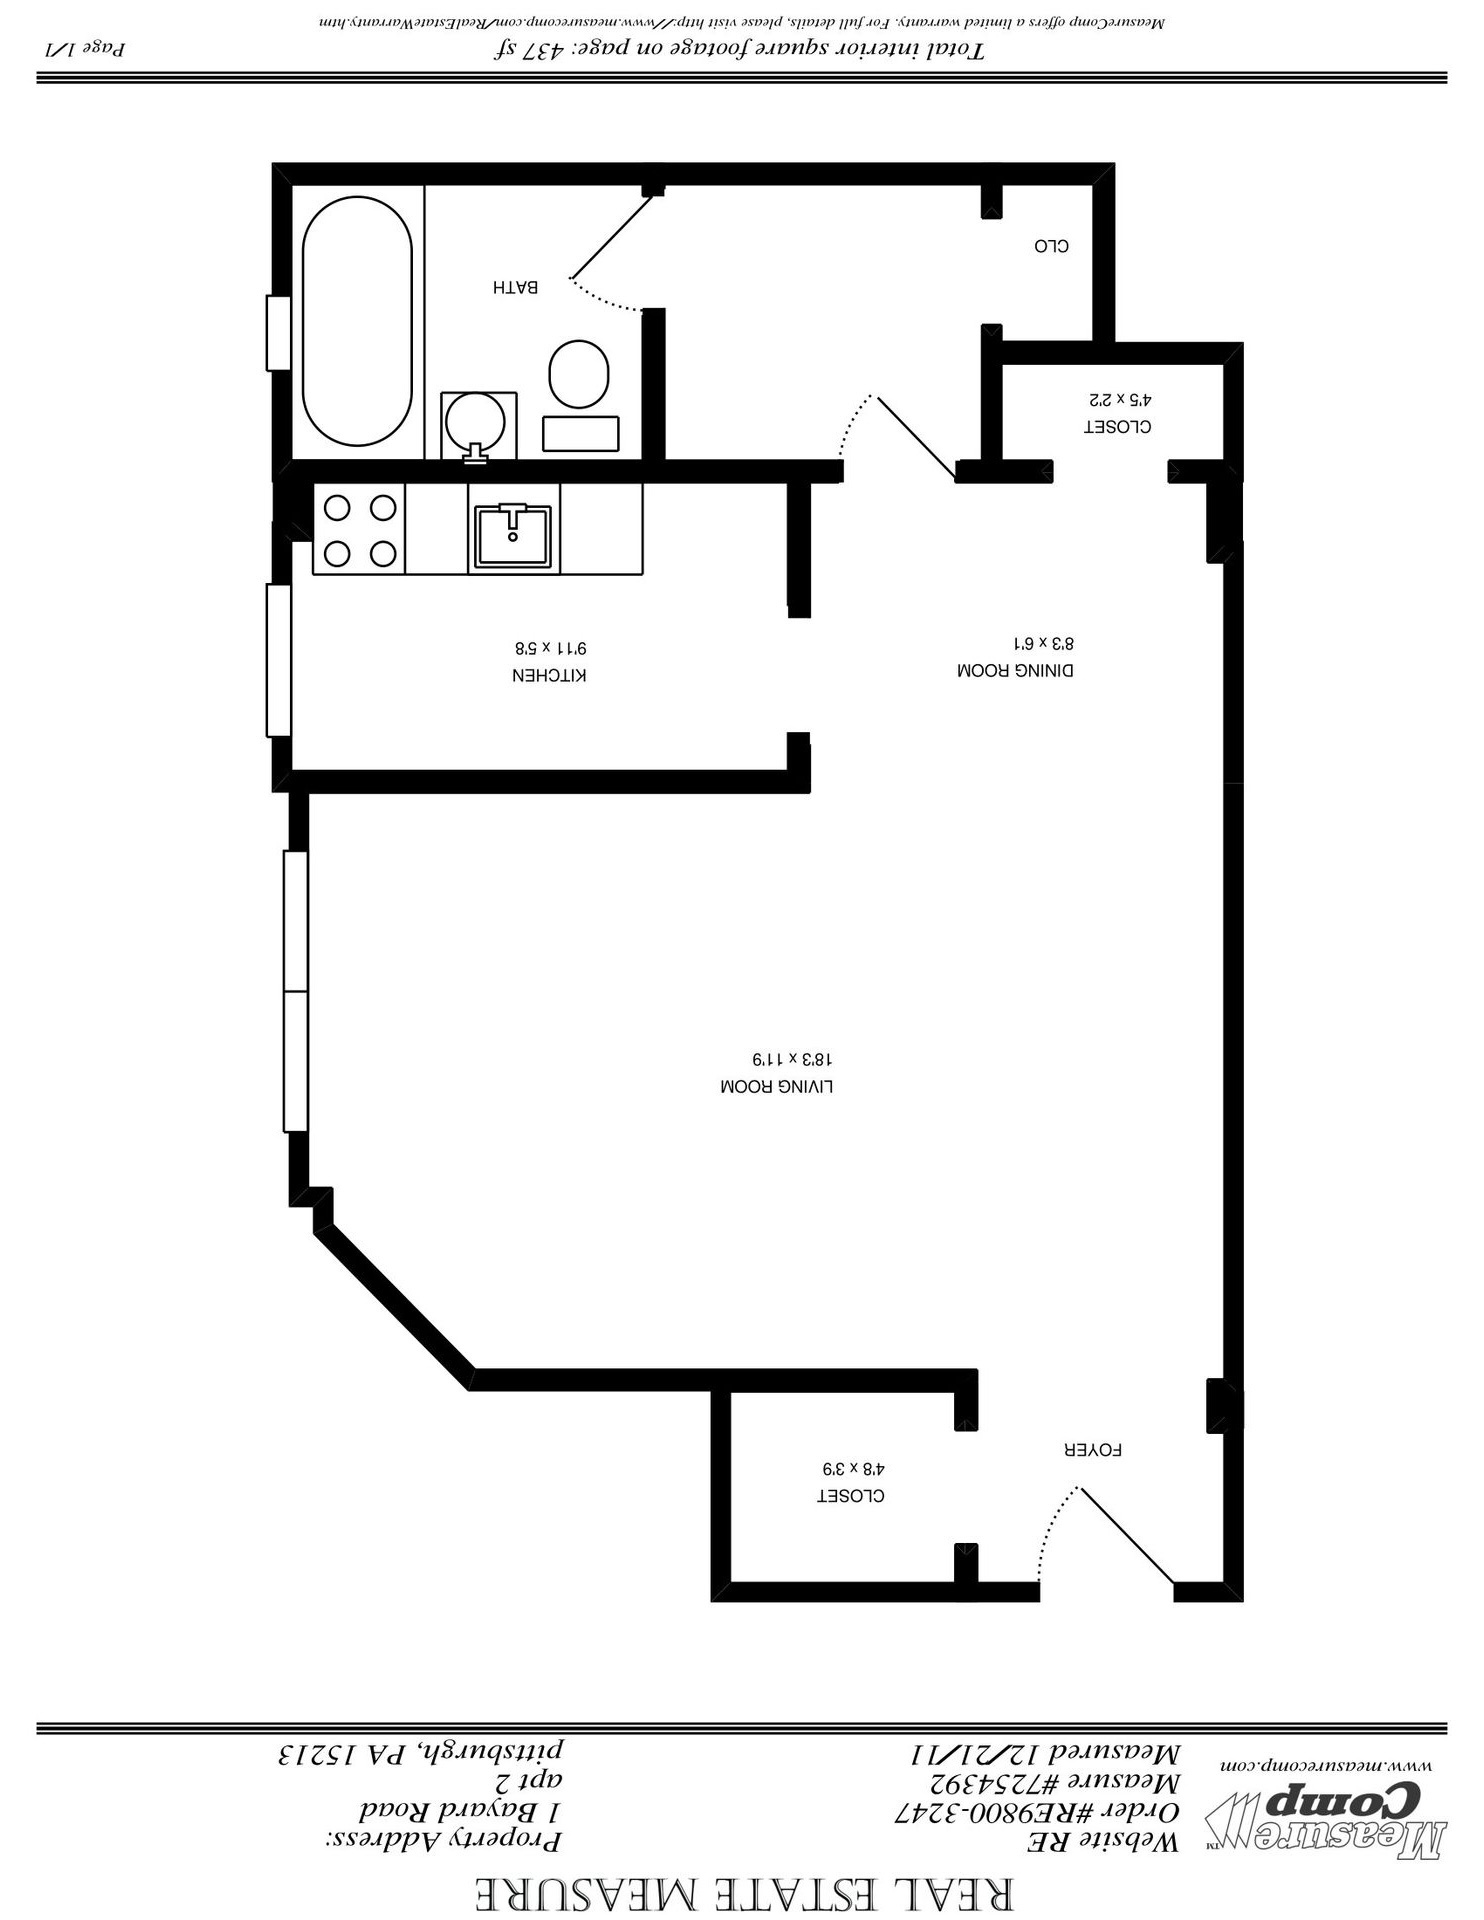 REAL ESTATE MEASURE
Measure
Comp™
www.measurecomp.com
Website RE
Order #RE9800-3247
Measure #7254392
Measured 12/21/11
Property Address:
1 Bayard Road
apt 2
pittsburgh, PA 15213
FOYER
CLOSET
4'8 x 3'9
LIVING ROOM
18'3 x 11'9
DINING ROOM
8'3 x 6'1
KITCHEN
9'11 x 5'8
CLOSET
4'5 x 2'2
BATH
CLO
Total interior square footage on page: 437 sf
Page 1/1
MeasureComp offers a limited warranty. For full details, please visit http://www.measurecomp.com/RealEstateWarranty.htm